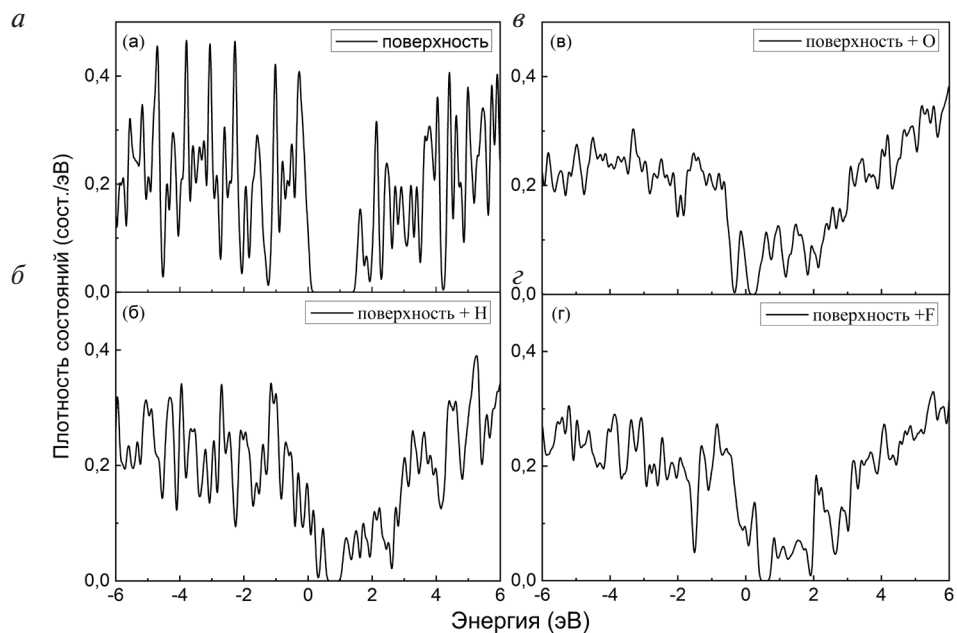 а
(а)
поверхность
в
(в)
поверхность + O
0,4
0,2
0,0
0,4
0,2
0,0
б
(б)
поверхность + H
г
(г)
поверхность +F
0,4
0,2
0,0
0,4
0,2
0,0
Плотность состояний (сост./эВ)
-6 -4 -2 0 2 4 6
-6 -4 -2 0 2 4 6
Энергия (эВ)